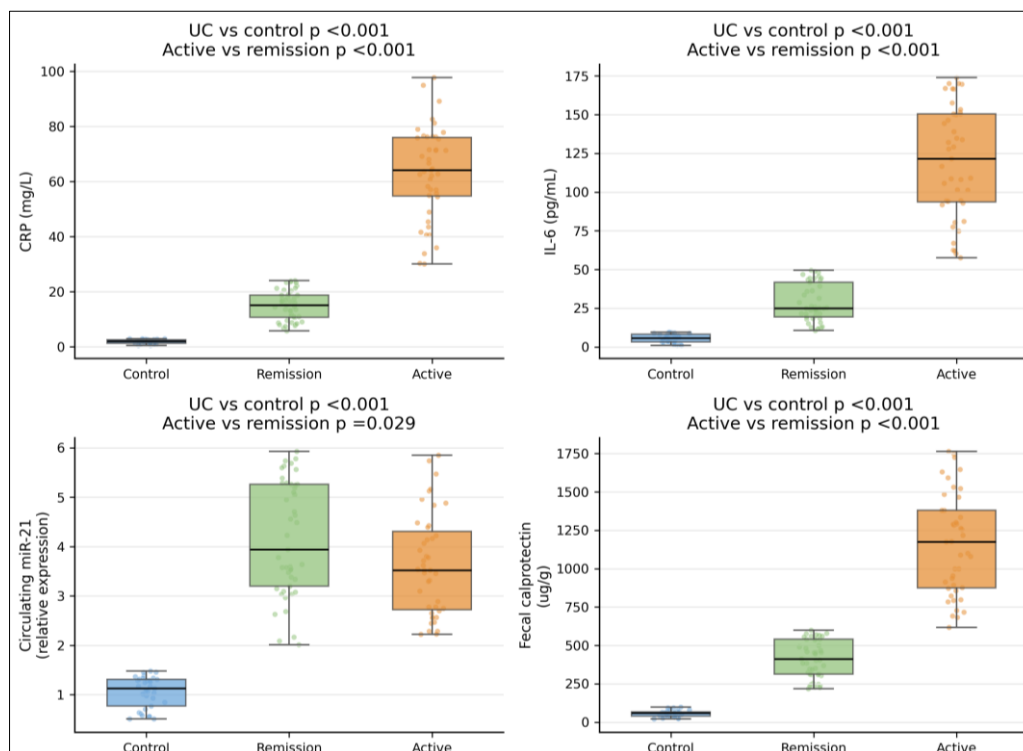 UC vs control p <0.001
Active vs remission p <0.001
CRP (mg/L)
100
80
60
40
20
0
Control
Remission
Active
UC vs control p <0.001
Active vs remission p <0.001
IL-6 (pg/mL)
175
150
125
100
75
50
25
0
Control
Remission
Active
UC vs control p <0.001
Active vs remission p =0.029
Circulating miR-21
(relative expression)
6
5
4
3
2
1
Control
Remission
Active
UC vs control p <0.001
Active vs remission p <0.001
Fecal calprotectin
(ug/g)
1750
1500
1250
1000
750
500
250
0
Control
Remission
Active